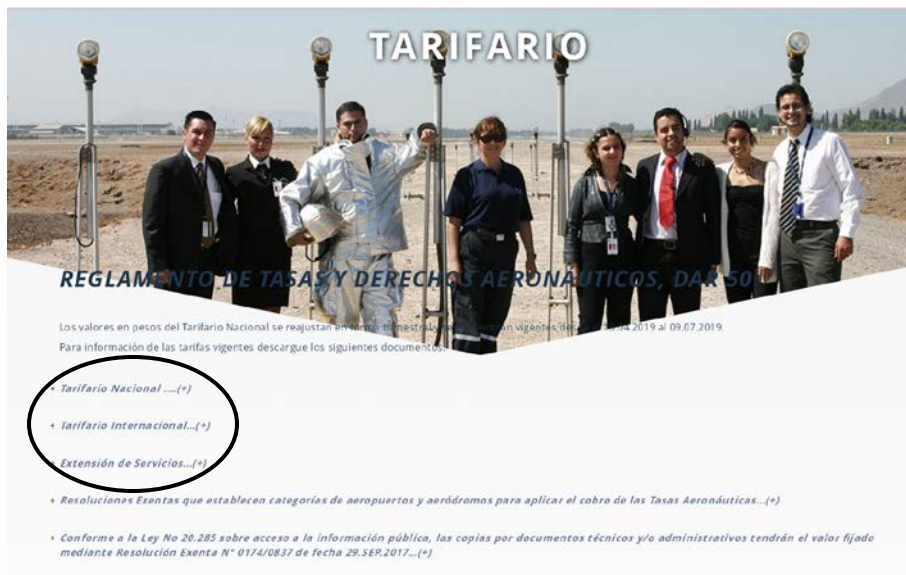 TARIFARIO
REGLAMENTO DE TASAS Y DERECHOS AERONÁUTICOS, DAR 50
Los valores en pesos del Tarifario Nacional se reajustan en forma trimestral y vigentes 2019 al 09.07.2019.
Para información de las tarifas vigentes descargue los siguientes documentos:
+ Tarifario Nacional ....(+)
+ Tarifario Internacional...(+)
+ Extensión de Servicios...(+)
+ Resoluciones Exentas que establecen categorías de aeropuertos y aeródromos para aplicar el cobro de las Tasas Aeronáuticas...(+)
+ Conforme a la Ley No 20.285 sobre acceso a la información pública, las copias por documentos técnicos y/o administrativos tendrán el valor fijado
mediante Resolución Exenta N° 0174/0837 de fecha 29.SEP.2017...(+)